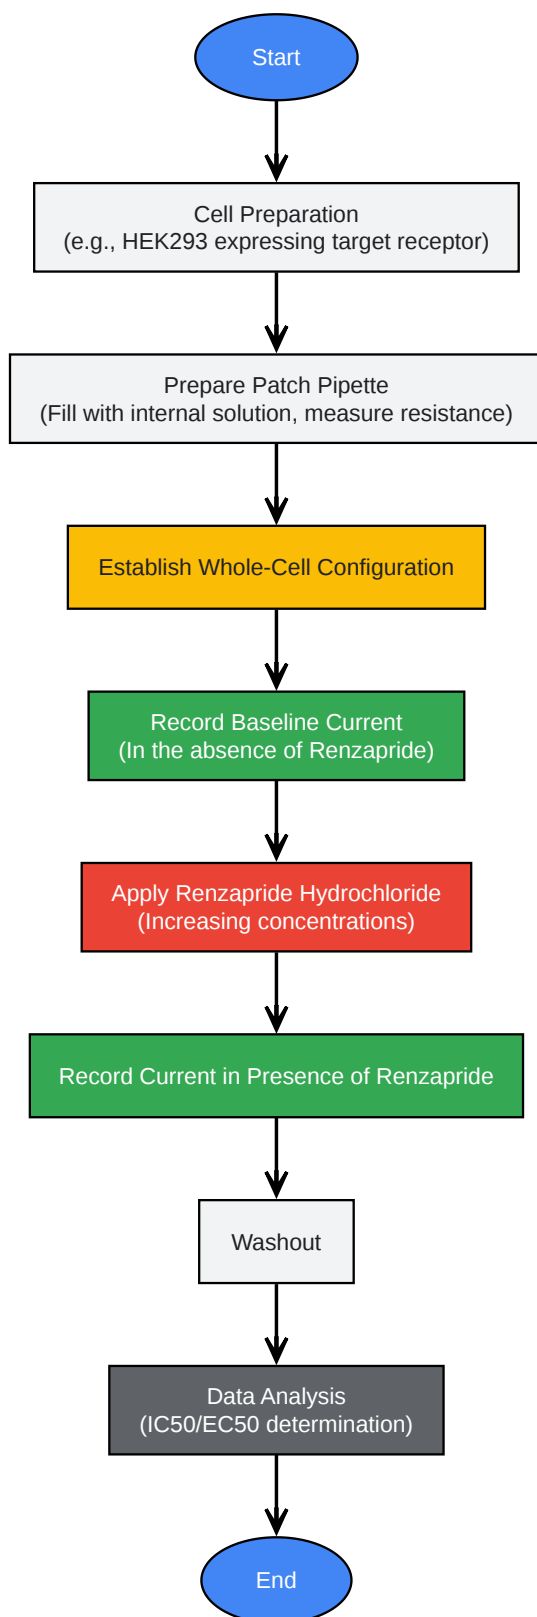 Start
Cell Preparation
(e.g., HEK293 expressing target receptor)
Prepare Patch Pipette
(Fill with internal solution, measure resistance)
Establish Whole-Cell Configuration
Record Baseline Current
(In the absence of Renzapride)
Apply Renzapride Hydrochloride
(Increasing concentrations)
Record Current in Presence of Renzapride
Washout
Data Analysis
(IC50/EC50 determination)
End